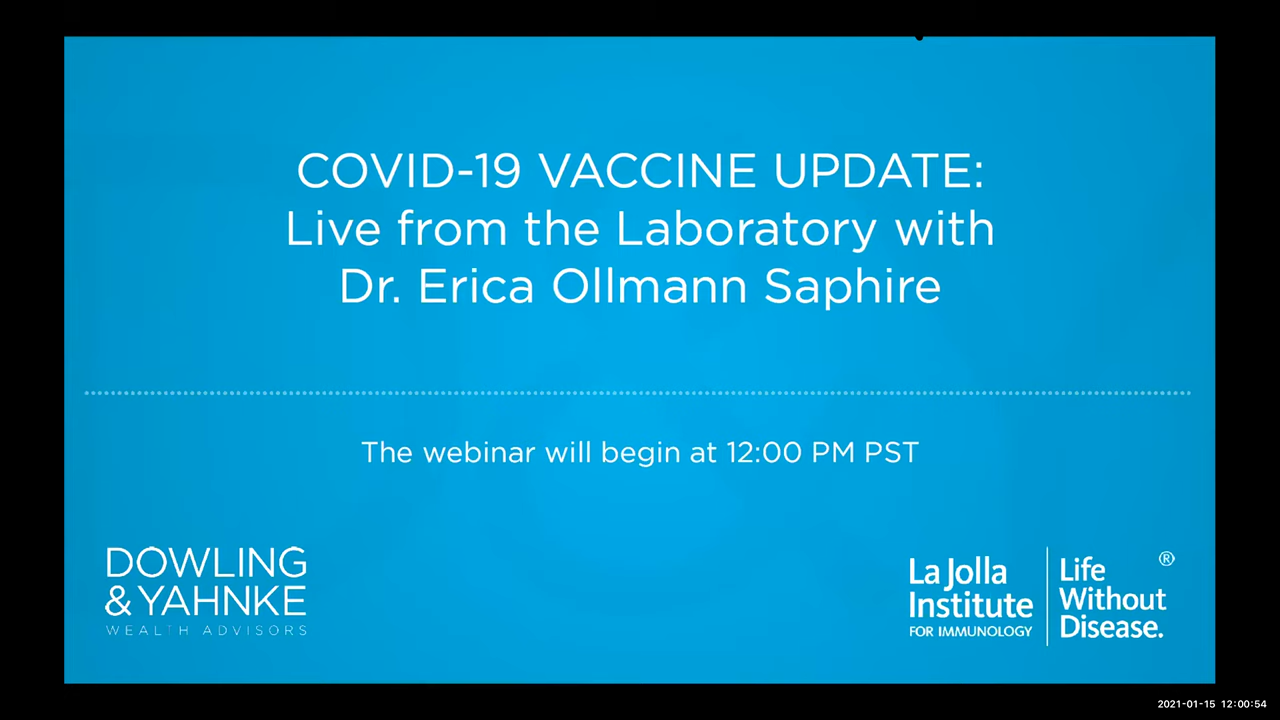 COVID-19 VACCINE UPDATE:
Live from the Laboratory with
Dr. Erica Ollmann Saphire
The webinar will begin at 12:00 PM PST
DOWLING
& YAHNKE
WEALTH ADVISORS
La Jolla
Institute
FOR IMMUNOLOGY
Life
Without
Disease.
®
2021-01-15 12:00:54